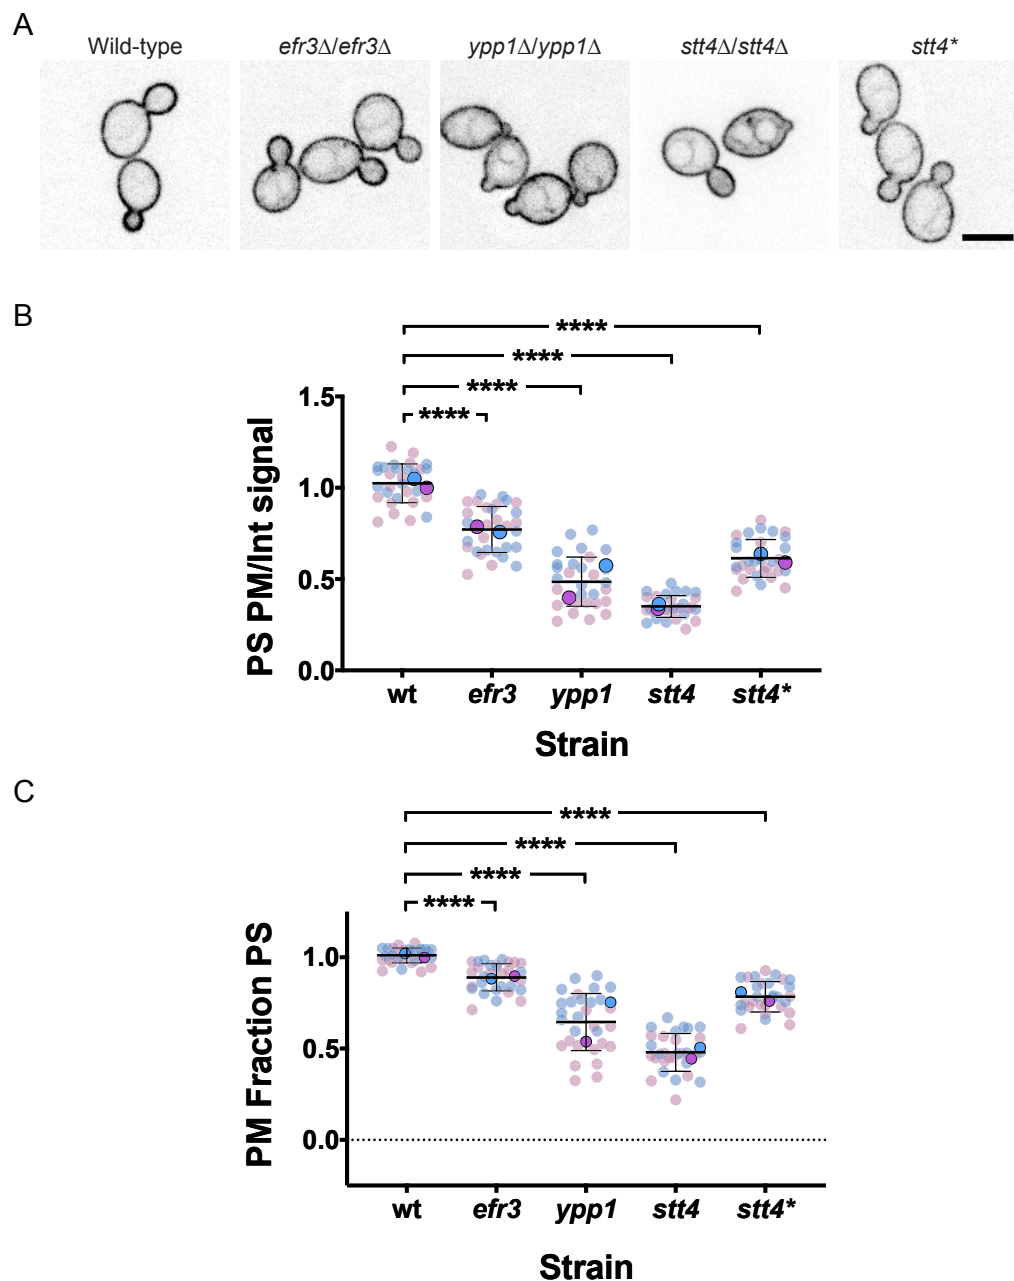 A
Wild-type efr3Δ/efr3Δ ypp1Δ/ypp1Δ stt4Δ/stt4Δ stt4*
B
****
****
****
****
PS PM/Int signal
1.5
1.0
0.5
0.0
wt efr3 ypp1 stt4 stt4*
Strain
C
****
****
****
****
PM Fraction PS
1.0
0.5
0.0
wt efr3 ypp1 stt4 stt4*
Strain